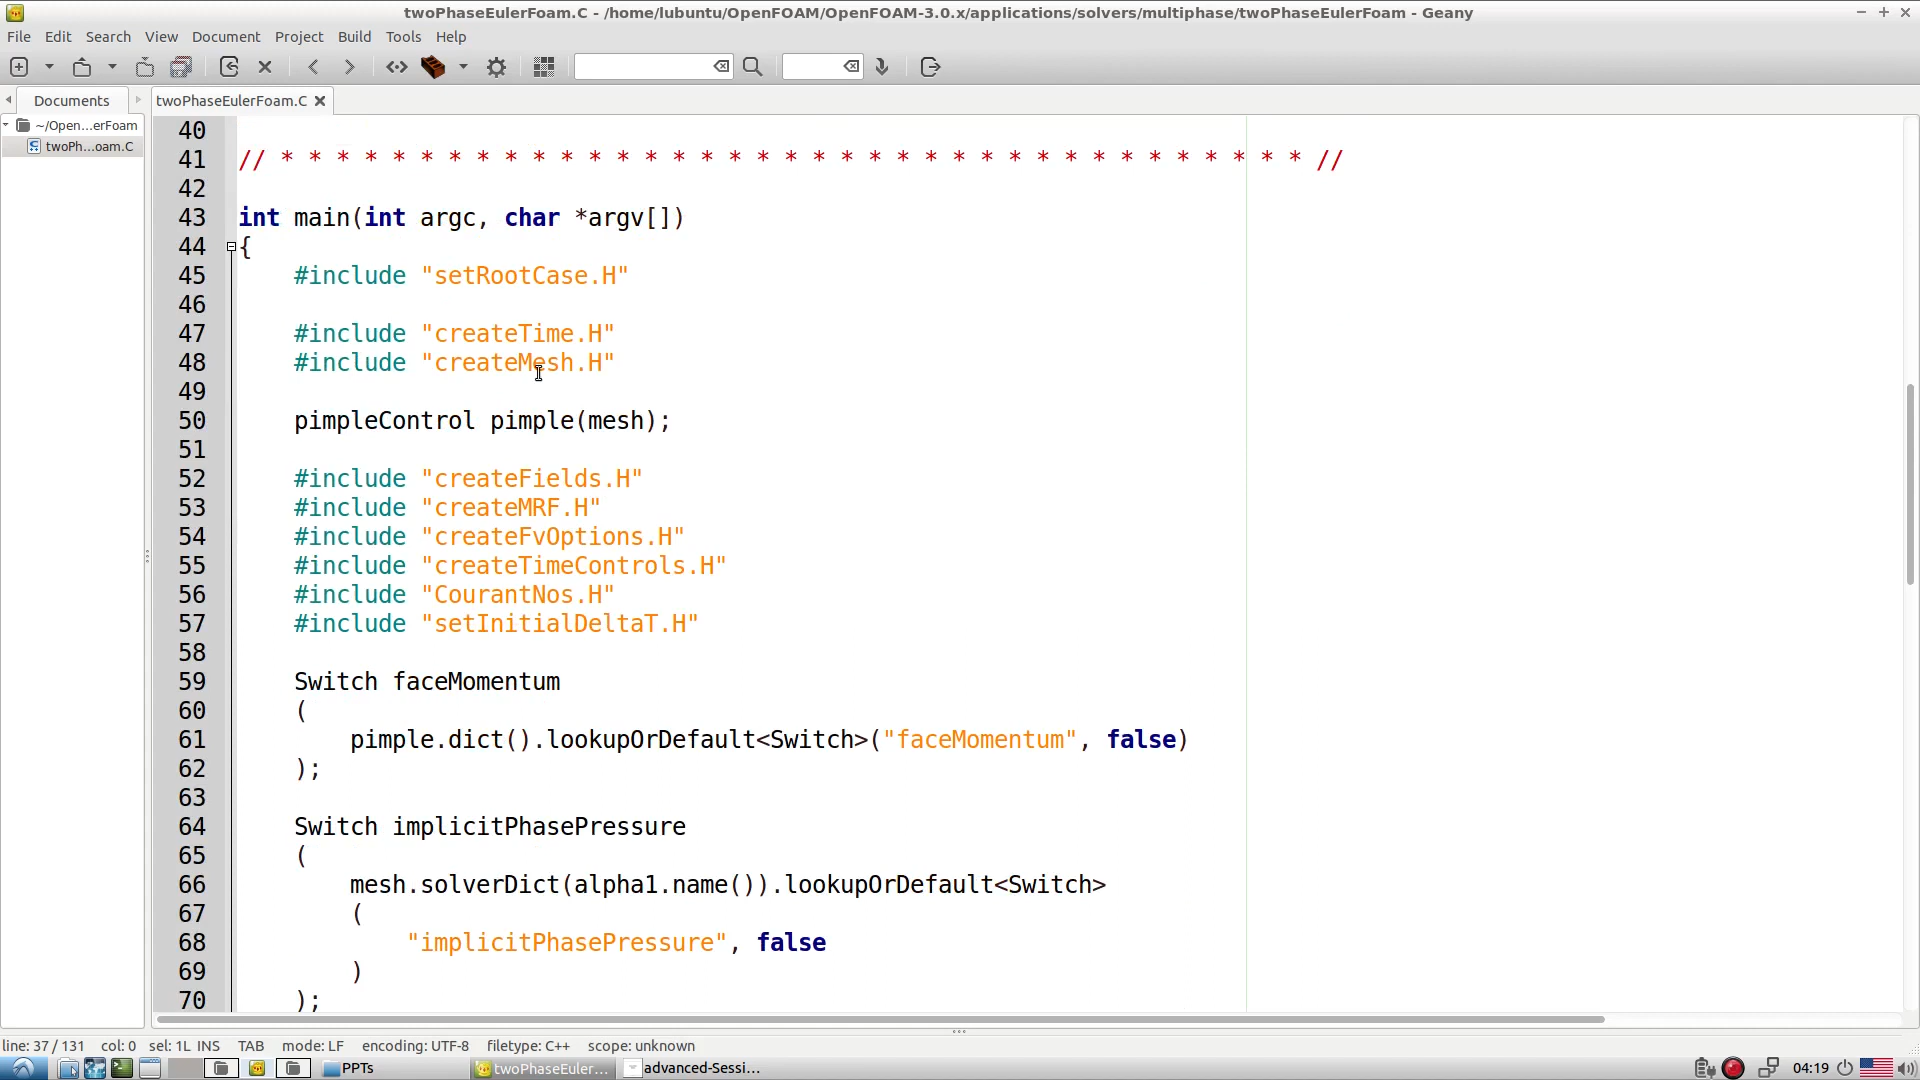 twoPhaseEulerFoam.C - /home/lubuntu/OpenFOAM/OpenFOAM-3.0.x/applications/solvers/multiphase/twoPhaseEulerFoam - Geany
File Edit Search View Document Project Build Tools Help
Documents twoPhaseEulerFoam.C
~/Open...erFoam
twoPh...oam.C
40
41 // * * * * * * * * * * * * * * * * * * * * * * * * * * * * * * * * * * * * * //
42
43 int main(int argc, char *argv[])
44 {
45 #include "setRootCase.H"
46
47 #include "createTime.H"
48 #include "createMesh.H"
49
50 pimpleControl pimple(mesh);
51
52 #include "createFields.H"
53 #include "createMRF.H"
54 #include "createFvOptions.H"
55 #include "createTimeControls.H"
56 #include "CourantNos.H"
57 #include "setInitialDeltaT.H"
58
59 Switch faceMomentum
60 (
61 pimple.dict().lookupOrDefault<Switch>("faceMomentum", false)
62 );
63
64 Switch implicitPhasePressure
65 (
66 mesh.solverDict(alpha1.name()).lookupOrDefault<Switch>
67 (
68 "implicitPhasePressure", false
69 )
70 );
line: 37 / 131 col: 0 sel: 1L INS TAB mode: LF encoding: UTF-8 filetype: C++ scope: unknown
PPTs twoPhaseEuler... advanced-Sessi... 04:19